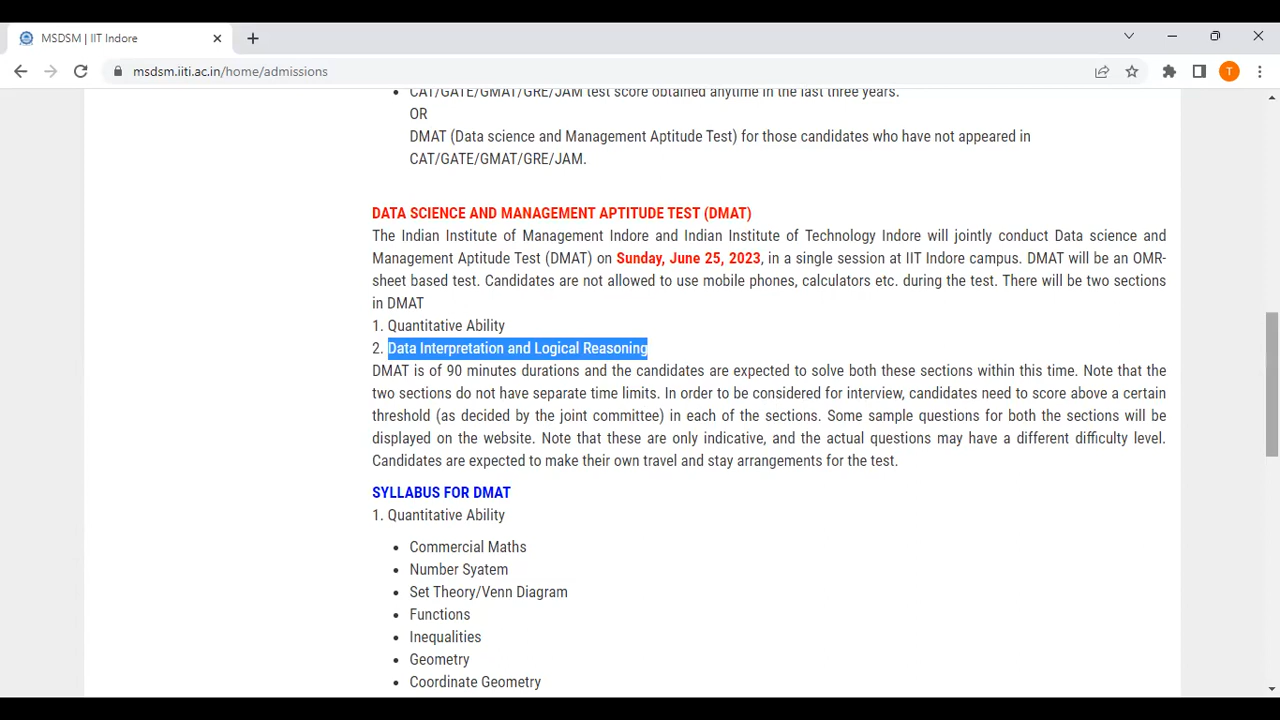 MSDSM | IIT Indore
msdsm.iiti.ac.in/home/admissions
T
• CAT/GATE/GMAT/GRE/JAM test score obtained anytime in the last three years.
OR
DMAT (Data science and Management Aptitude Test) for those candidates who have not appeared in
CAT/GATE/GMAT/GRE/JAM.
DATA SCIENCE AND MANAGEMENT APTITUDE TEST (DMAT)
The Indian Institute of Management Indore and Indian Institute of Technology Indore will jointly conduct Data science and
Management Aptitude Test (DMAT) on Sunday, June 25, 2023, in a single session at IIT Indore campus. DMAT will be an OMR-
sheet based test. Candidates are not allowed to use mobile phones, calculators etc. during the test. There will be two sections
in DMAT
1. Quantitative Ability
2. Data Interpretation and Logical Reasoning
DMAT is of 90 minutes durations and the candidates are expected to solve both these sections within this time. Note that the
two sections do not have separate time limits. In order to be considered for interview, candidates need to score above a certain
threshold (as decided by the joint committee) in each of the sections. Some sample questions for both the sections will be
displayed on the website. Note that these are only indicative, and the actual questions may have a different difficulty level.
Candidates are expected to make their own travel and stay arrangements for the test.
SYLLABUS FOR DMAT
1. Quantitative Ability
• Commercial Maths
• Number Syatem
• Set Theory/Venn Diagram
• Functions
• Inequalities
• Geometry
• Coordinate Geometry